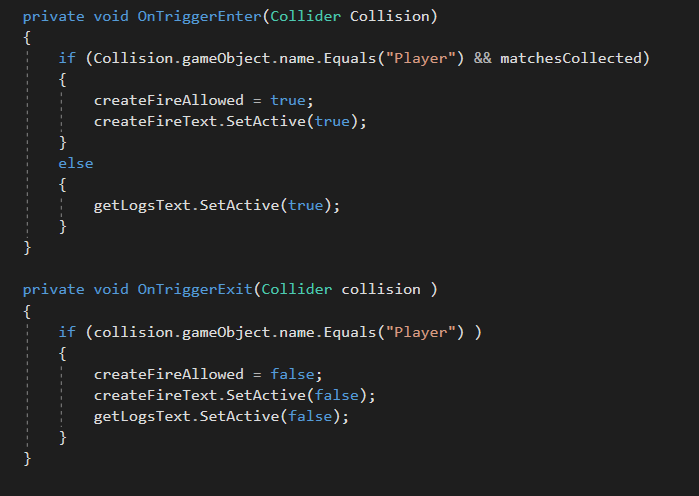 private void OnTriggerEnter(Collider Collision)
{
if (Collision.gameObject.name.Equals("Player") && matchesCollected)
{
createFireAllowed = true;
createFireText.SetActive(true);
}
else
{
getLogsText.SetActive(true);
}
}
private void OnTriggerExit(Collider collision )
{
if (collision.gameObject.name.Equals("Player") )
{
createFireAllowed = false;
createFireText.SetActive(false);
getLogsText.SetActive(false);
}
}